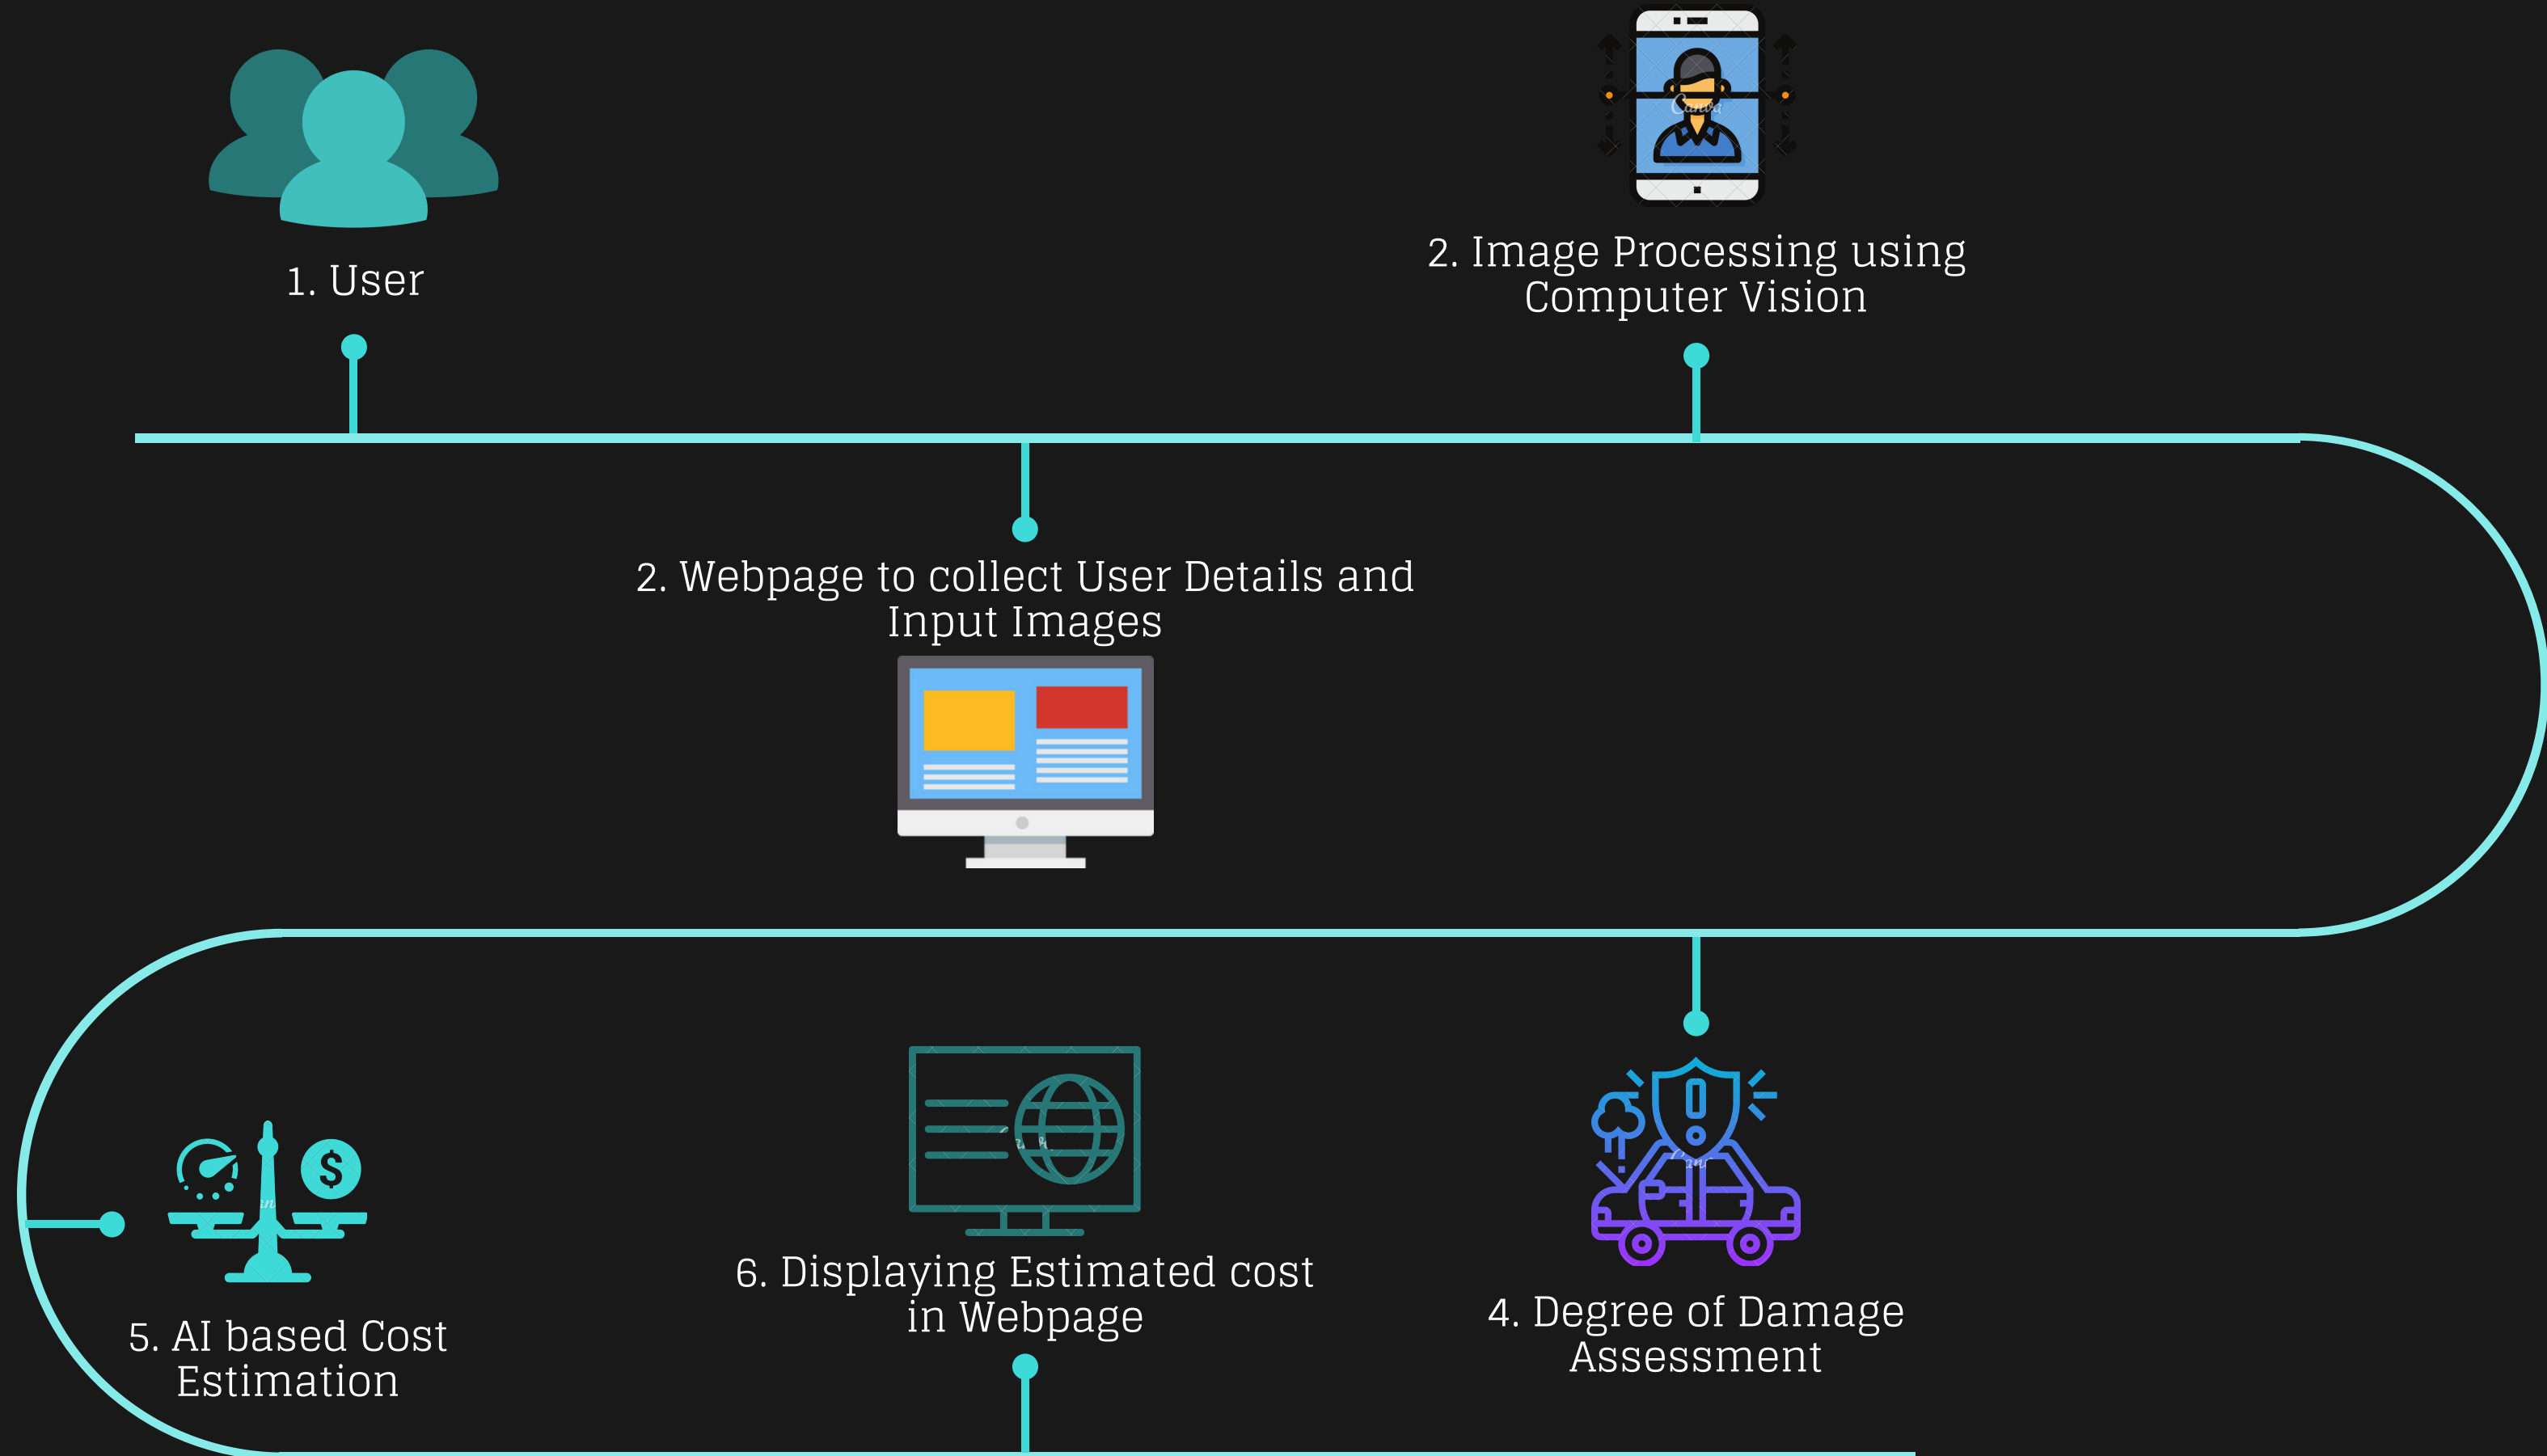 1. User
2. Webpage to collect User Details and
Input Images
2. Image Processing using
Computer Vision
Canva
4. Degree of Damage
Assessment
5. AI based Cost
Estimation
6. Displaying Estimated cost
in Webpage